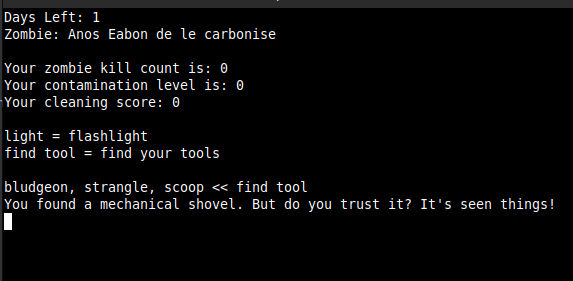 Days Left: 1
Zombie: Anos Eabon de le carbonise
Your zombie kill count is: 0
Your contamination level is: 0
Your cleaning score: 0
light = flashlight
find tool = find your tools
bludgeon, strangle, scoop << find tool
You found a mechanical shovel. But do you trust it? It's seen things!